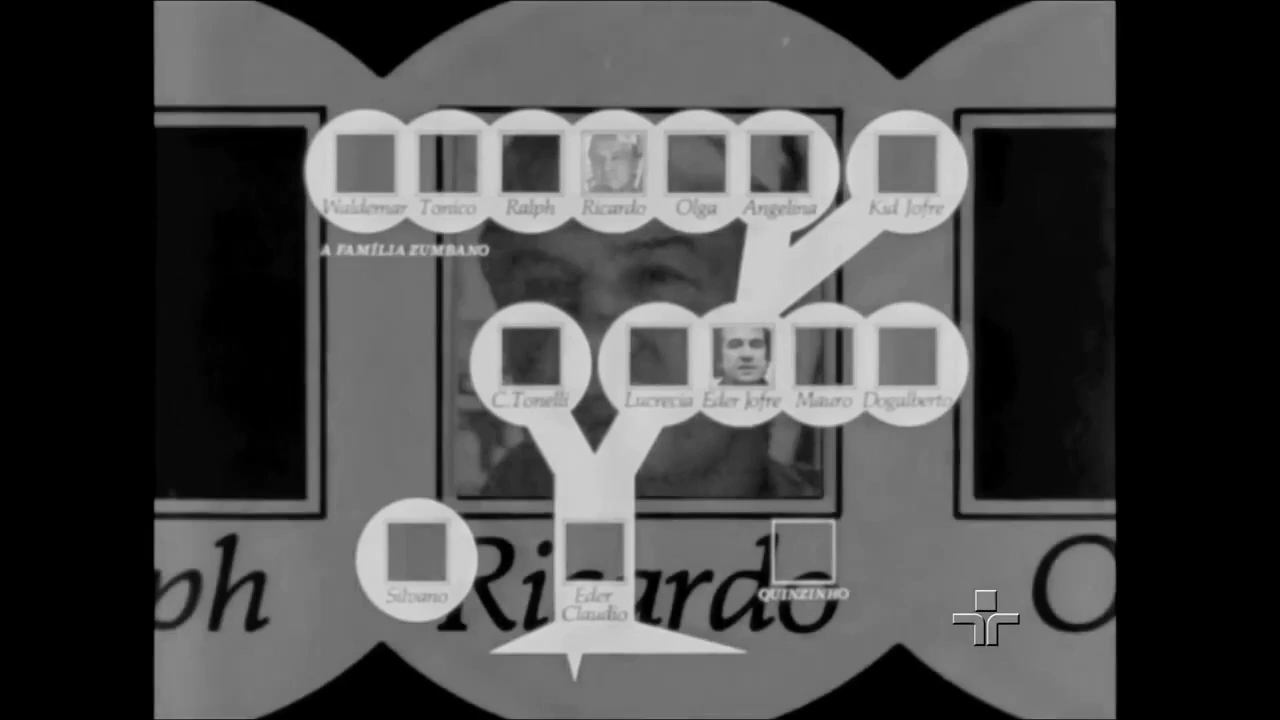 Waldemar Tonico Ralph Ricardo Olga Angelina Kid Jofre
A FAMÍLIA ZUMBANO
C.Tonelli Lucrecia Eder Jofre Mauro Dogalberto
Silvano Eder Claudio QUINZINHO
ph Ricardo O